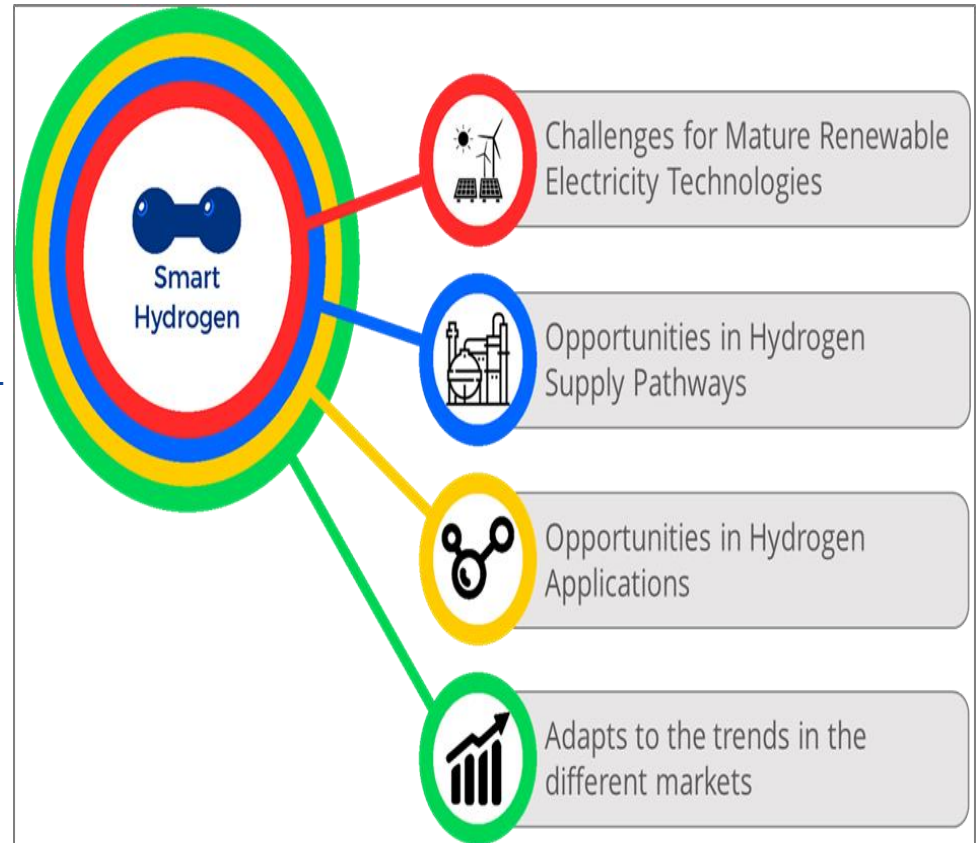 Smart
Hydrogen
Challenges for Mature Renewable
Electricity Technologies
Opportunities in Hydrogen
Supply Pathways
Opportunities in Hydrogen
Applications
Adapts to the trends in the
different markets